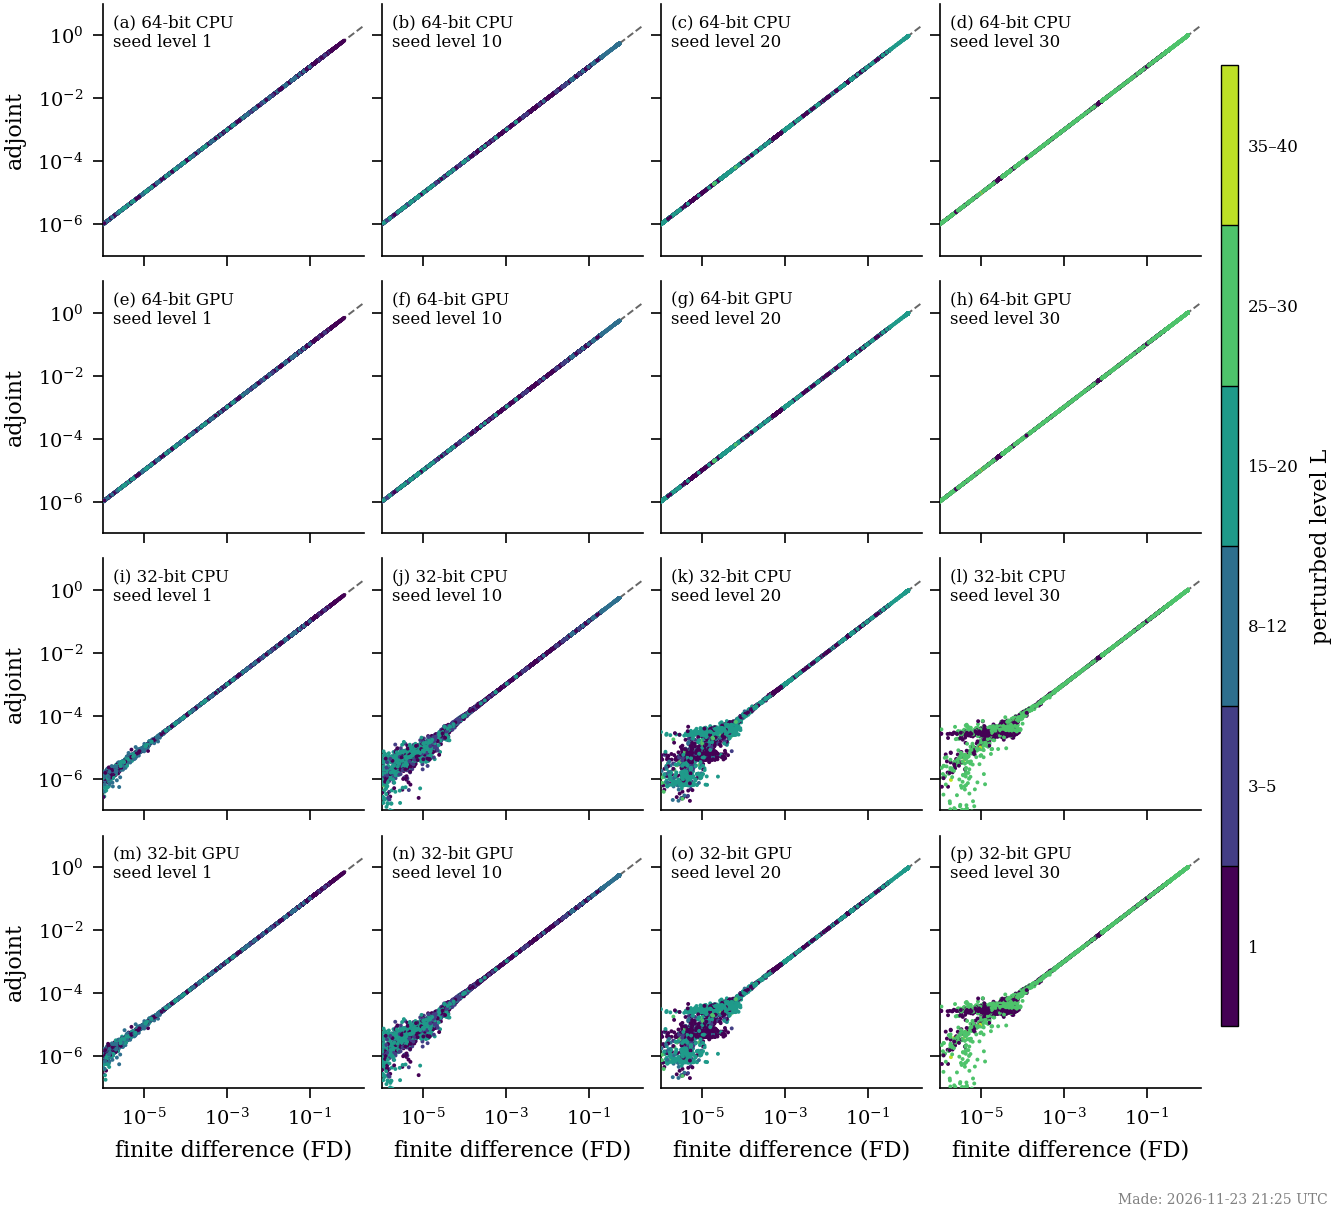 (a) 64-bit CPU
seed level 1
(b) 64-bit CPU
seed level 10
(c) 64-bit CPU
seed level 20
(d) 64-bit CPU
seed level 30
10⁰
10⁻²
10⁻⁴
10⁻⁶
adjoint
(e) 64-bit GPU
seed level 1
(f) 64-bit GPU
seed level 10
(g) 64-bit GPU
seed level 20
(h) 64-bit GPU
seed level 30
10⁰
10⁻²
10⁻⁴
10⁻⁶
adjoint
(i) 32-bit CPU
seed level 1
(j) 32-bit CPU
seed level 10
(k) 32-bit CPU
seed level 20
(l) 32-bit CPU
seed level 30
10⁰
10⁻²
10⁻⁴
10⁻⁶
adjoint
(m) 32-bit GPU
seed level 1
(n) 32-bit GPU
seed level 10
(o) 32-bit GPU
seed level 20
(p) 32-bit GPU
seed level 30
10⁰
10⁻²
10⁻⁴
10⁻⁶
adjoint
10⁻⁵ 10⁻³ 10⁻¹
10⁻⁵ 10⁻³ 10⁻¹
10⁻⁵ 10⁻³ 10⁻¹
10⁻⁵ 10⁻³ 10⁻¹
finite difference (FD)
finite difference (FD)
finite difference (FD)
finite difference (FD)
35–40
25–30
15–20
8–12
3–5
1
perturbed level L
Made: 2026-11-23 21:25 UTC